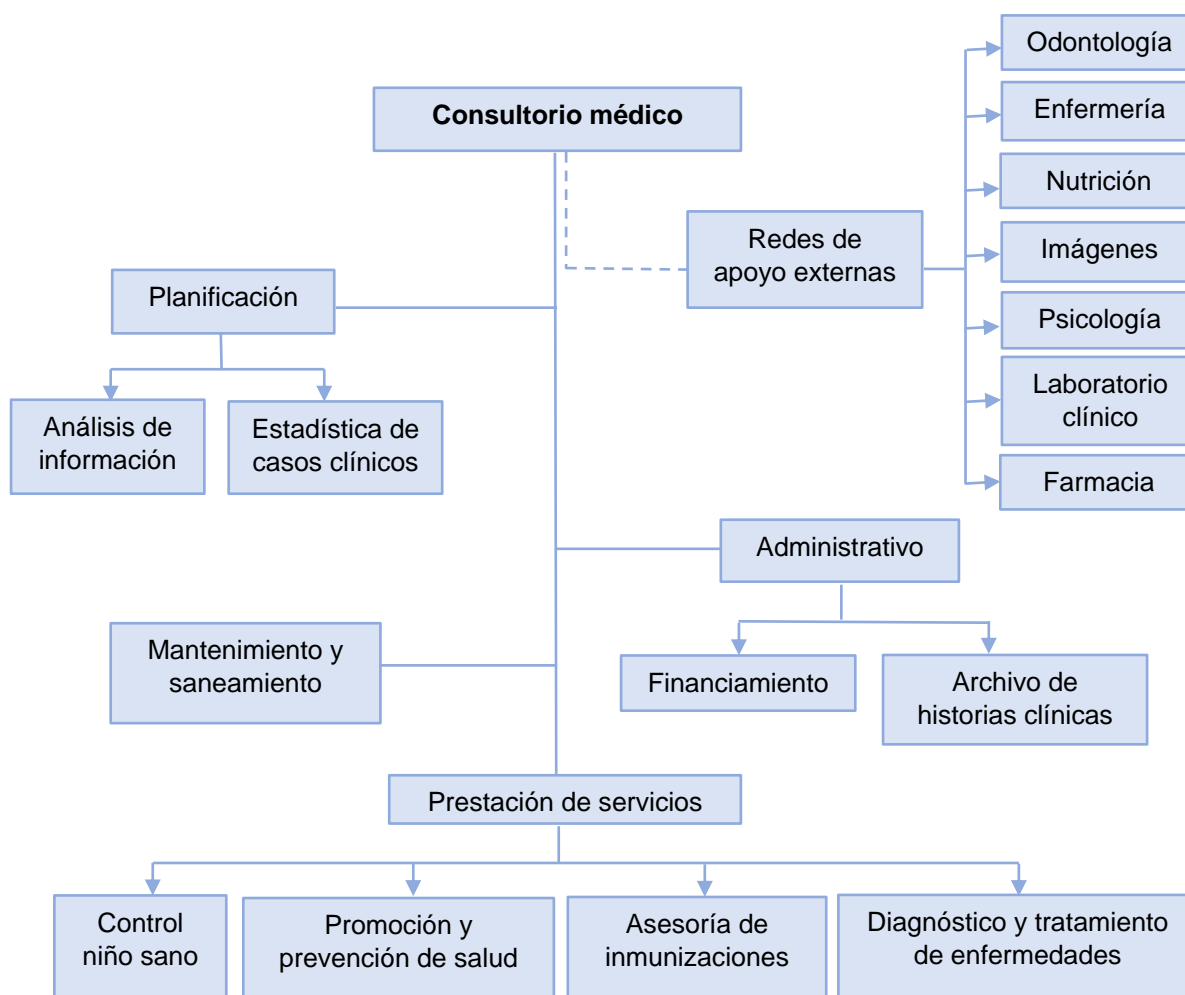 Odontología
Consultorio médico
Enfermería
Nutrición
Redes de
apoyo externas
Imágenes
Planificación
Psicología
Análisis de
información
Estadística de
casos clínicos
Laboratorio
clínico
Farmacia
Administrativo
Mantenimiento y
saneamiento
Financiamiento
Archivo de
historias clínicas
Prestación de servicios
Control
niño sano
Promoción y
prevención de salud
Asesoría de
inmunizaciones
Diagnóstico y tratamiento
de enfermedades